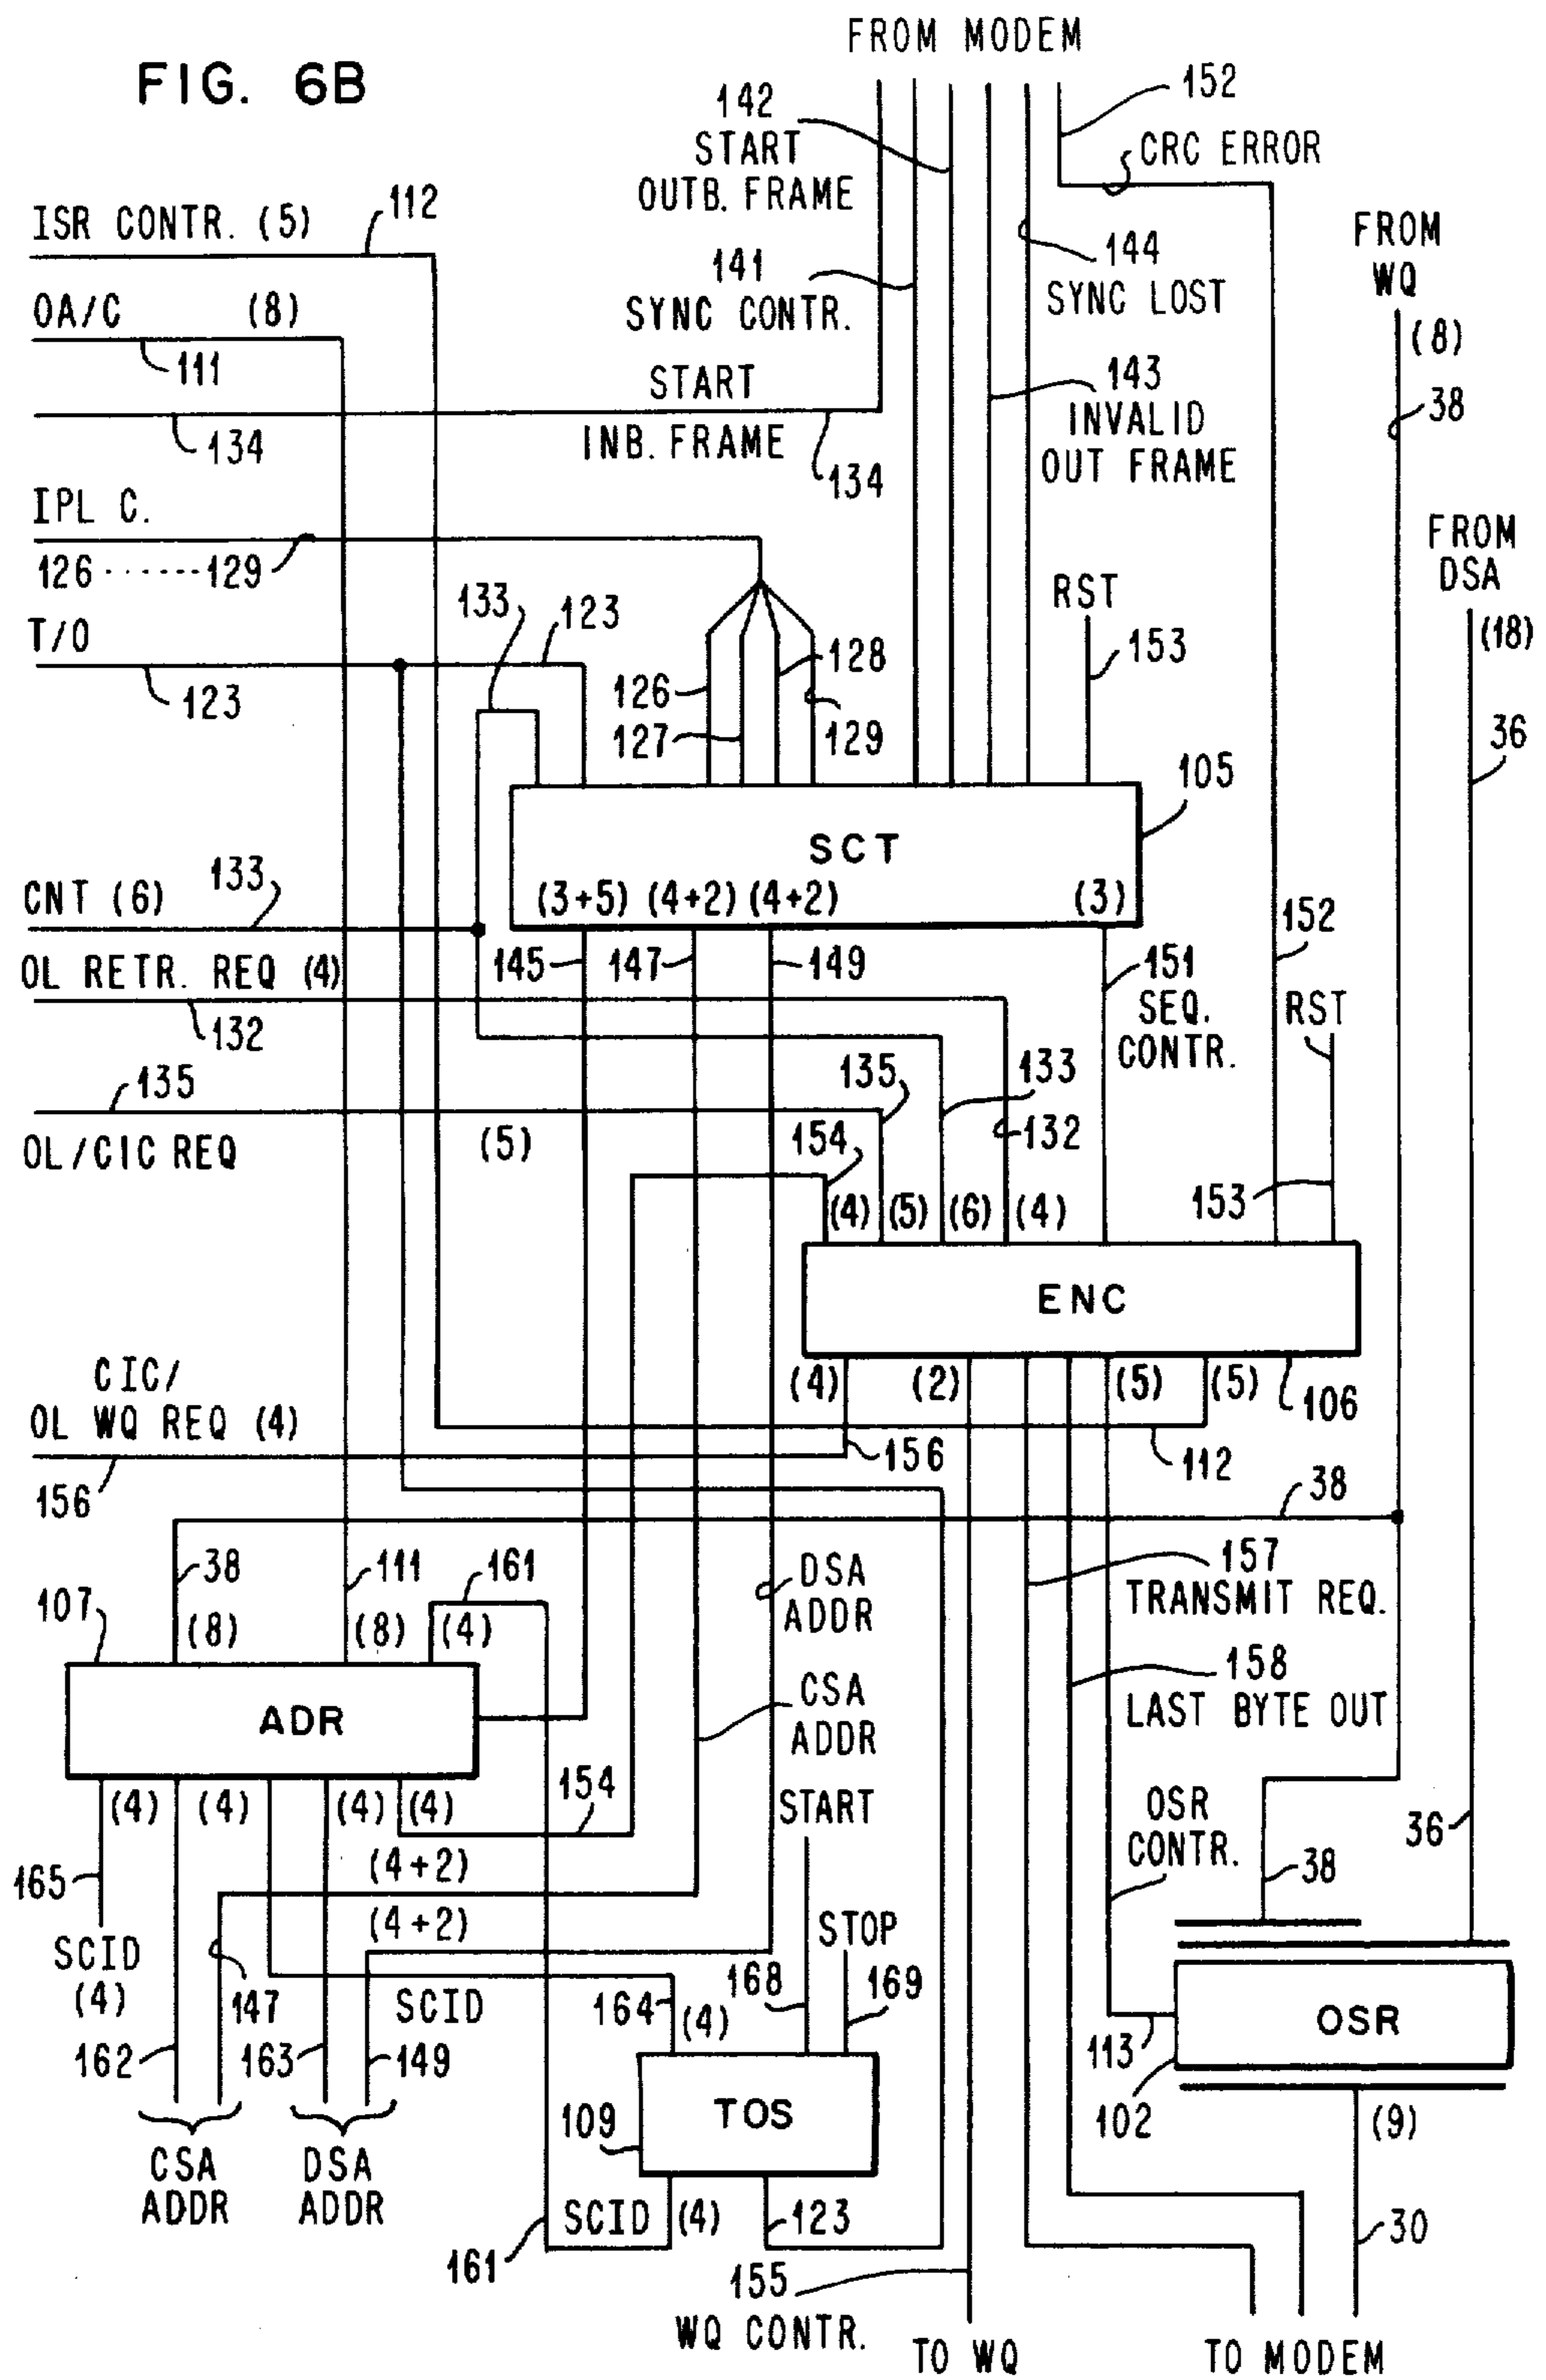 FROM MODEM
FIG. 6B
142
START
OUTB. FRAME
152
CRC ERROR
ISR CONTR. (5)
112
141
SYNC CONTR.
144
SYNC LOST
FROM
WQ
(8)
38
OA/C (8)
111
START
INB. FRAME
134
134
143
INVALID
OUT FRAME
IPL C.
126 ······129
FROM
DSA
(18)
36
T/O
123
133
123
126
127
128
129
RST
153
105
SCT
(3+5) (4+2) (4+2) (3)
CNT (6)
133
145
147
149
151
SEQ.
CONTR.
152
RST
OL RETR. REQ (4)
132
135
OL/CIC REQ
(5)
135
133
132
154
153
(4) (5) (6) (4)
ENC
(4) (2) (5) (5)
106
CIC/
OL WQ REQ (4)
156
156
112
38
38
111
161
107
(8) (8) (4)
DSA
ADDR
157
TRANSMIT REQ.
158
LAST BYTE OUT
ADR
CSA
ADDR
(4) (4) (4) (4)
154
START
OSR
CONTR.
36
38
165
(4+2)
(4+2)
STOP
SCID
(4)
147
SCID
164
(4)
168
169
162
163
149
OSR
113
102
(9)
TOS
109
CSA
ADDR
DSA
ADDR
SCID (4)
123
161
30
155
WQ CONTR.
TO WQ
TO MODEM